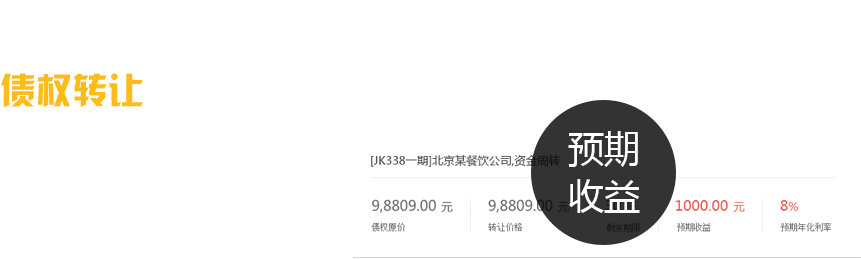 债权转让
预期
收益
[JK338一期]北京某餐饮公司,资金周转
9,8809.00 元
9,8809.00 元
1000.00 元
8%
债权原价
转让价格
剩余期限
预期收益
预期年化利率